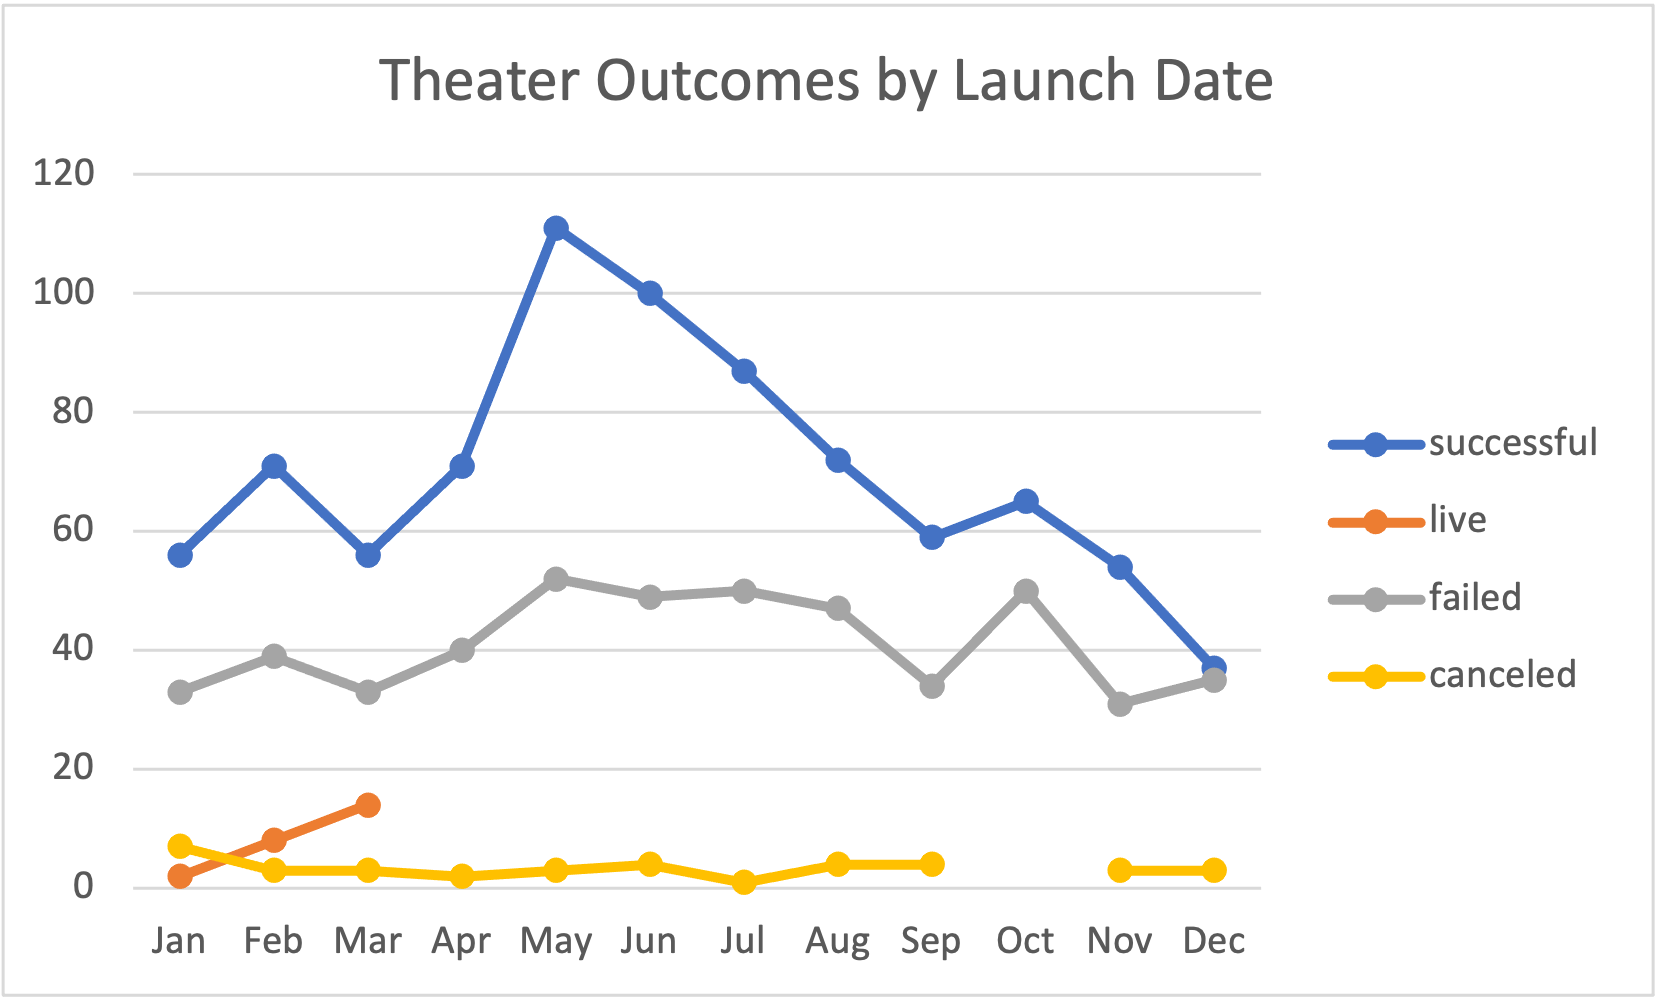 Theater Outcomes by Launch Date
120
100
80
60
40
20
0
Jan Feb Mar Apr May Jun Jul Aug Sep Oct Nov Dec
successful
live
failed
canceled